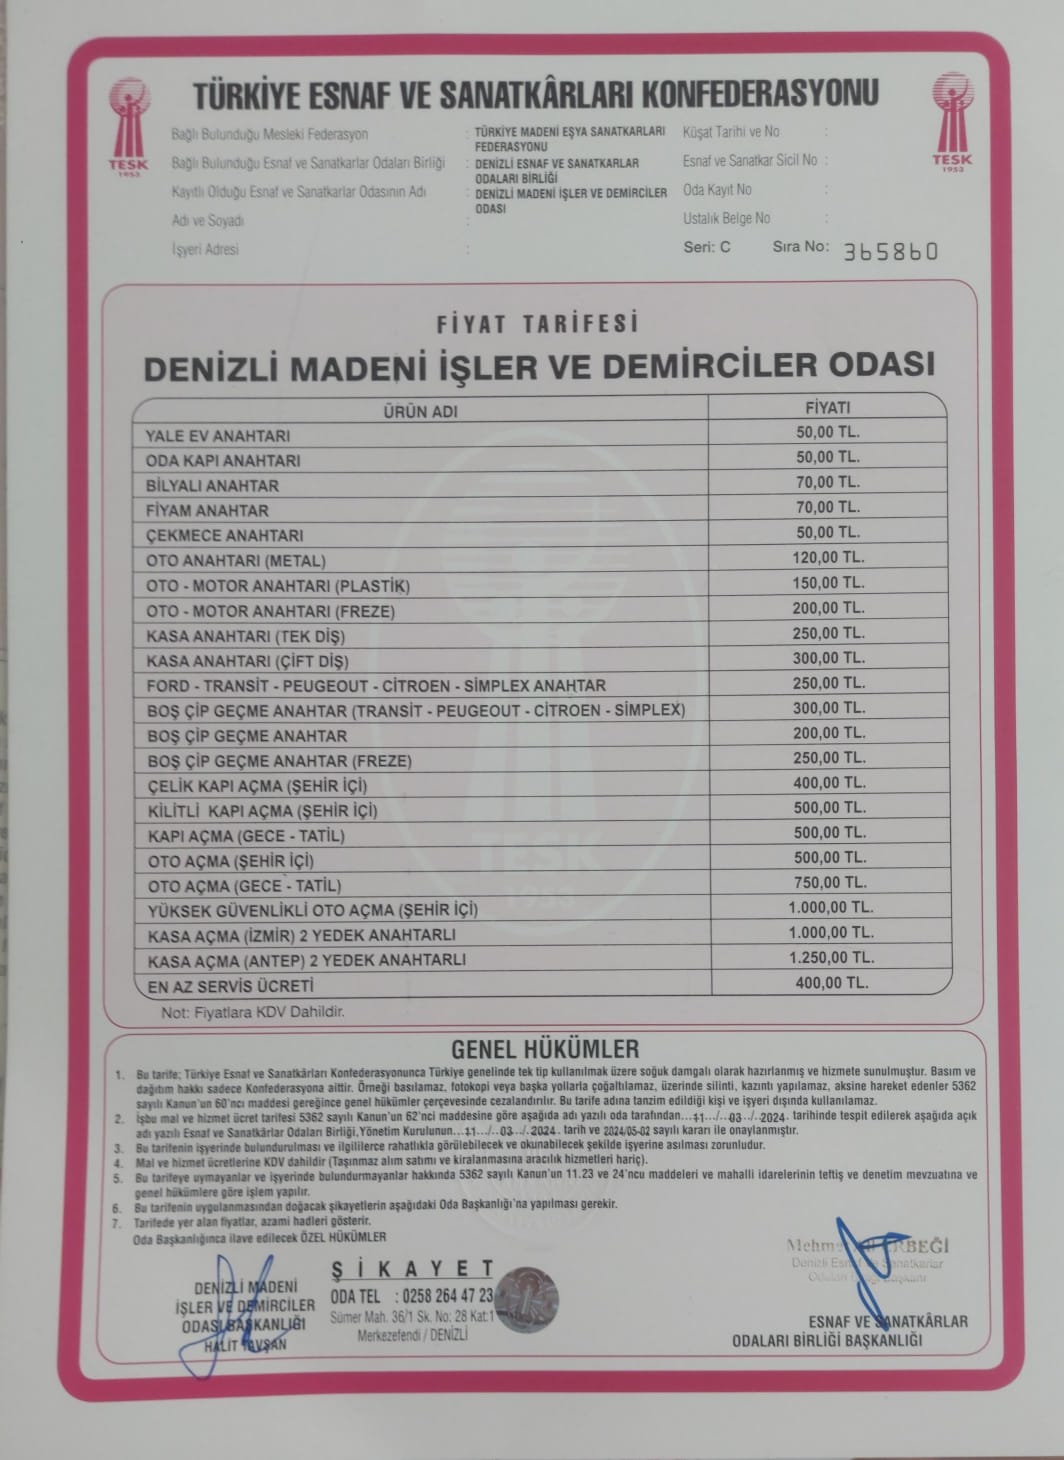 TÜRKİYE ESNAF VE SANATKÂRLARI KONFEDERASYONU
TESK
1953
TESK
1953
Bağlı Bulunduğu Mesleki Federasyon : TÜRKİYE MADENİ EŞYA SANATKARLARI FEDERASYONU
Bağlı Bulunduğu Esnaf ve Sanatkarlar Odaları Birliği : DENİZLİ ESNAF VE SANATKARLAR ODALARI BİRLİĞİ
Kayıtlı Olduğu Esnaf ve Sanatkarlar Odasının Adı : DENİZLİ MADENİ İŞLER VE DEMİRCİLER ODASI
Adı ve Soyadı :
İşyeri Adresi :
Küşat Tarihi ve No :
Esnaf ve Sanatkar Sicil No :
Oda Kayıt No :
Ustalık Belge No :
Seri: C Sıra No: 365860
FİYAT TARİFESİ
DENİZLİ MADENİ İŞLER VE DEMİRCİLER ODASI
ÜRÜN ADI FİYATI
YALE EV ANAHTARI 50,00 TL.
ODA KAPI ANAHTARI 50,00 TL.
BİLYALI ANAHTAR 70,00 TL.
FİYAM ANAHTAR 70,00 TL.
ÇEKMECE ANAHTARI 50,00 TL.
OTO ANAHTARI (METAL) 120,00 TL.
OTO - MOTOR ANAHTARI (PLASTİK) 150,00 TL.
OTO - MOTOR ANAHTARI (FREZE) 200,00 TL.
KASA ANAHTARI (TEK DİŞ) 250,00 TL.
KASA ANAHTARI (ÇİFT DİŞ) 300,00 TL.
FORD - TRANSİT - PEUGEOUT - CİTROEN - SİMPLEX ANAHTAR 250,00 TL.
BOŞ ÇİP GEÇME ANAHTAR (TRANSİT - PEUGEOUT - CİTROEN - SİMPLEX) 300,00 TL.
BOŞ ÇİP GEÇME ANAHTAR 200,00 TL.
BOŞ ÇİP GEÇME ANAHTAR (FREZE) 250,00 TL.
ÇELİK KAPI AÇMA (ŞEHİR İÇİ) 400,00 TL.
KİLİTLİ KAPI AÇMA (ŞEHİR İÇİ) 500,00 TL.
KAPI AÇMA (GECE - TATİL) 500,00 TL.
OTO AÇMA (ŞEHİR İÇİ) 500,00 TL.
OTO AÇMA (GECE - TATİL) 750,00 TL.
YÜKSEK GÜVENLİKLİ OTO AÇMA (ŞEHİR İÇİ) 1.000,00 TL.
KASA AÇMA (İZMİR) 2 YEDEK ANAHTARLI 1.000,00 TL.
KASA AÇMA (ANTEP) 2 YEDEK ANAHTARLI 1.250,00 TL.
EN AZ SERVİS ÜCRETİ 400,00 TL.
TESK
1953
Not: Fiyatlara KDV Dahildir.
GENEL HÜKÜMLER
1. Bu tarife; Türkiye Esnaf ve Sanatkârları Konfederasyonunca Türkiye genelinde tek tip kullanılmak üzere soğuk damgalı olarak hazırlanmış ve hizmete sunulmuştur. Basım ve
dağıtım hakkı sadece Konfederasyona aittir. Örneği basılamaz, fotokopi veya başka yollarla çoğaltılamaz, üzerinde silinti, kazıntı yapılamaz, aksine hareket edenler 5362
sayılı Kanun'un 60'ncı maddesi gereğince genel hükümler çerçevesinde cezalandırılır. Bu tarife adına tanzim edildiği kişi ve işyeri dışında kullanılamaz.
2. İşbu mal ve hizmet ücret tarifesi 5362 sayılı Kanun'un 62'nci maddesine göre aşağıda adı yazılı oda tarafından...11.../..03../..2024. tarihinde tespit edilerek aşağıda açık
adı yazılı Esnaf ve Sanatkârlar Odaları Birliği,Yönetim Kurulunun...11.../..03../..2024. tarih ve 2024/05-02 sayılı kararı ile onaylanmıştır.
3. Bu tarifenin işyerinde bulundurulması ve ilgililerce rahatlıkla görülebilecek ve okunabilecek şekilde işyerine asılması zorunludur.
4. Mal ve hizmet ücretlerine KDV dahildir (Taşınmaz alım satımı ve kiralanmasına aracılık hizmetleri hariç).
5. Bu tarifeye uymayanlar ve işyerinde bulundurmayanlar hakkında 5362 sayılı Kanun'un 11.23 ve 24'ncu maddeleri ve mahalli idarelerinin teftiş ve denetim mevzuatına ve
genel hükümlere göre işlem yapılır.
6. Bu tarifenin uygulanmasından doğacak şikayetlerin aşağıdaki Oda Başkanlığı'na yapılması gerekir.
7. Tarifede yer alan fiyatlar, azami hadleri gösterir.
Oda Başkanlığınca ilave edilecek ÖZEL HÜKÜMLER
DENİZLİ MADENİ
İŞLER VE DEMİRCİLER
ODASI BAŞKANLIĞI
HALİT TAVŞAN
ŞİKAYET
ODA TEL : 0258 264 47 23
Sümer Mah. 36/1 Sk. No: 28 Kat:1
Merkezefendi / DENİZLİ
ERBEĞİ
Denizli Esnaf ve Sanatkarlar
Odaları Birliği Başkanı
ESNAF VE SANATKÂRLAR
ODALARI BİRLİĞİ BAŞKANLIĞI